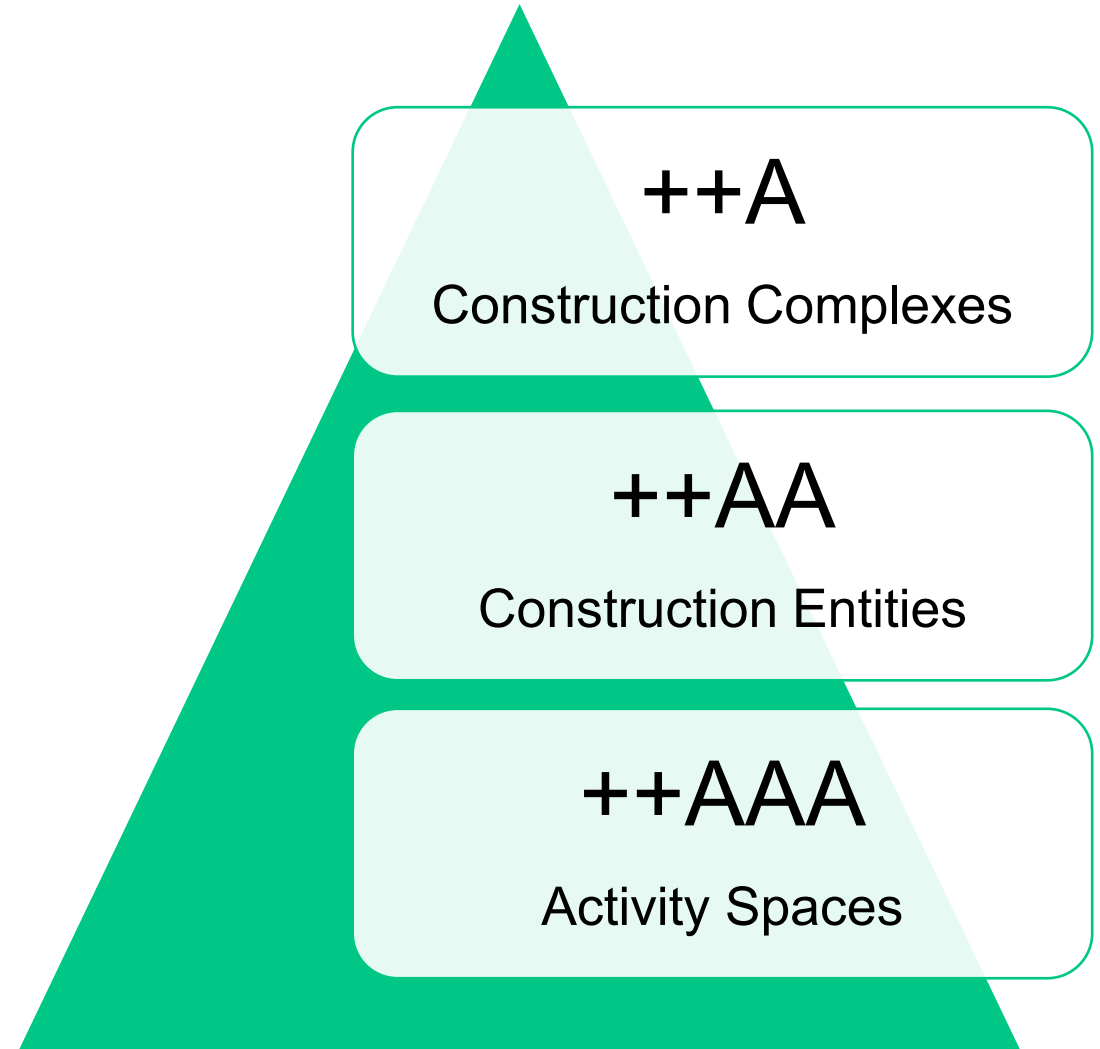 ++A
Construction Complexes
++AA
Construction Entities
++AAA
Activity Spaces